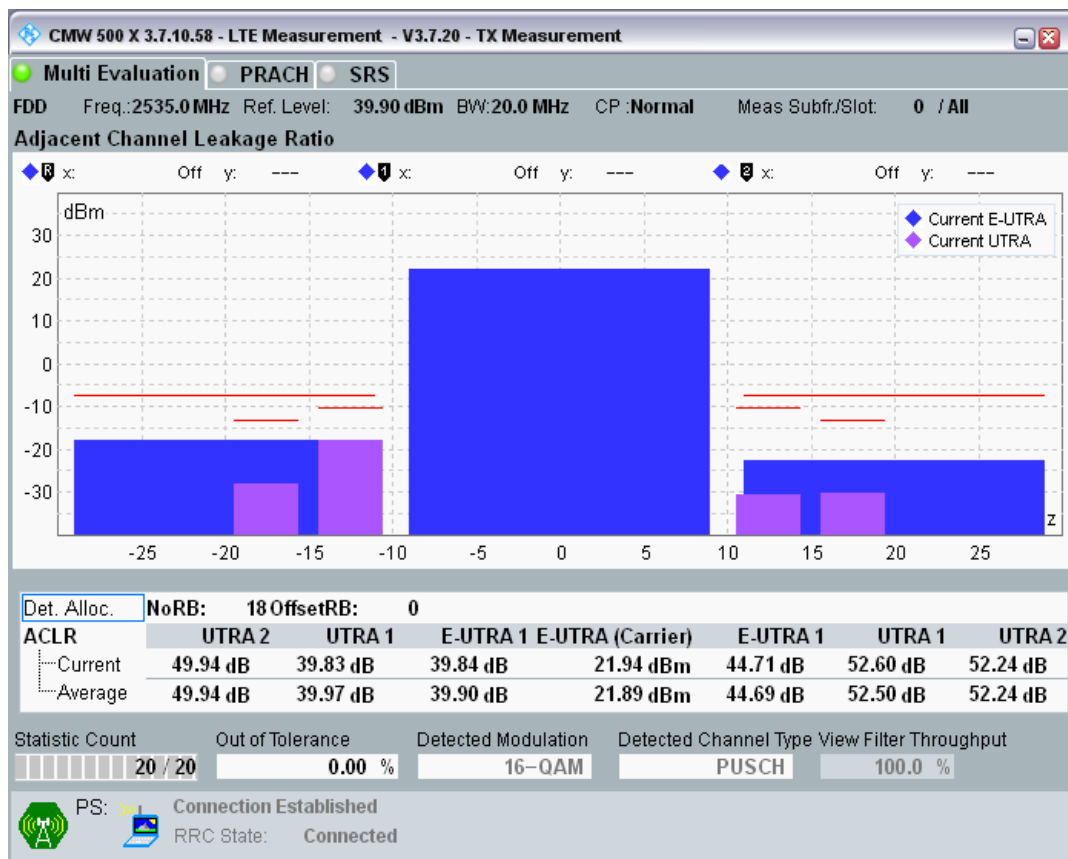 CMW 500 X 3.7.10.58 - LTE Measurement - V3.7.20 - TX Measurement
Multi Evaluation PRACH SRS
FDD Freq.:2535.0 MHz Ref. Level: 39.90 dBm BW:20.0 MHz CP :Normal Meas Subfr./Slot: 0 / All
Adjacent Channel Leakage Ratio
R x: Off y: --- 1 x: Off y: --- 2 x: Off y: ---
dBm
Current E-UTRA
Current UTRA
30
20
10
0
-10
-20
-30
z
-25 -20 -15 -10 -5 0 5 10 15 20 25
Det. Alloc. NoRB: 18 OffsetRB: 0
ACLR UTRA 2 UTRA 1 E-UTRA 1 E-UTRA (Carrier) E-UTRA 1 UTRA 1 UTRA 2
Current 49.94 dB 39.83 dB 39.84 dB 21.94 dBm 44.71 dB 52.60 dB 52.24 dB
Average 49.94 dB 39.97 dB 39.90 dB 21.89 dBm 44.69 dB 52.50 dB 52.24 dB
Statistic Count Out of Tolerance Detected Modulation Detected Channel Type View Filter Throughput
20 / 20 0.00 % 16-QAM PUSCH 100.0 %
PS: Connection Established
RRC State: Connected